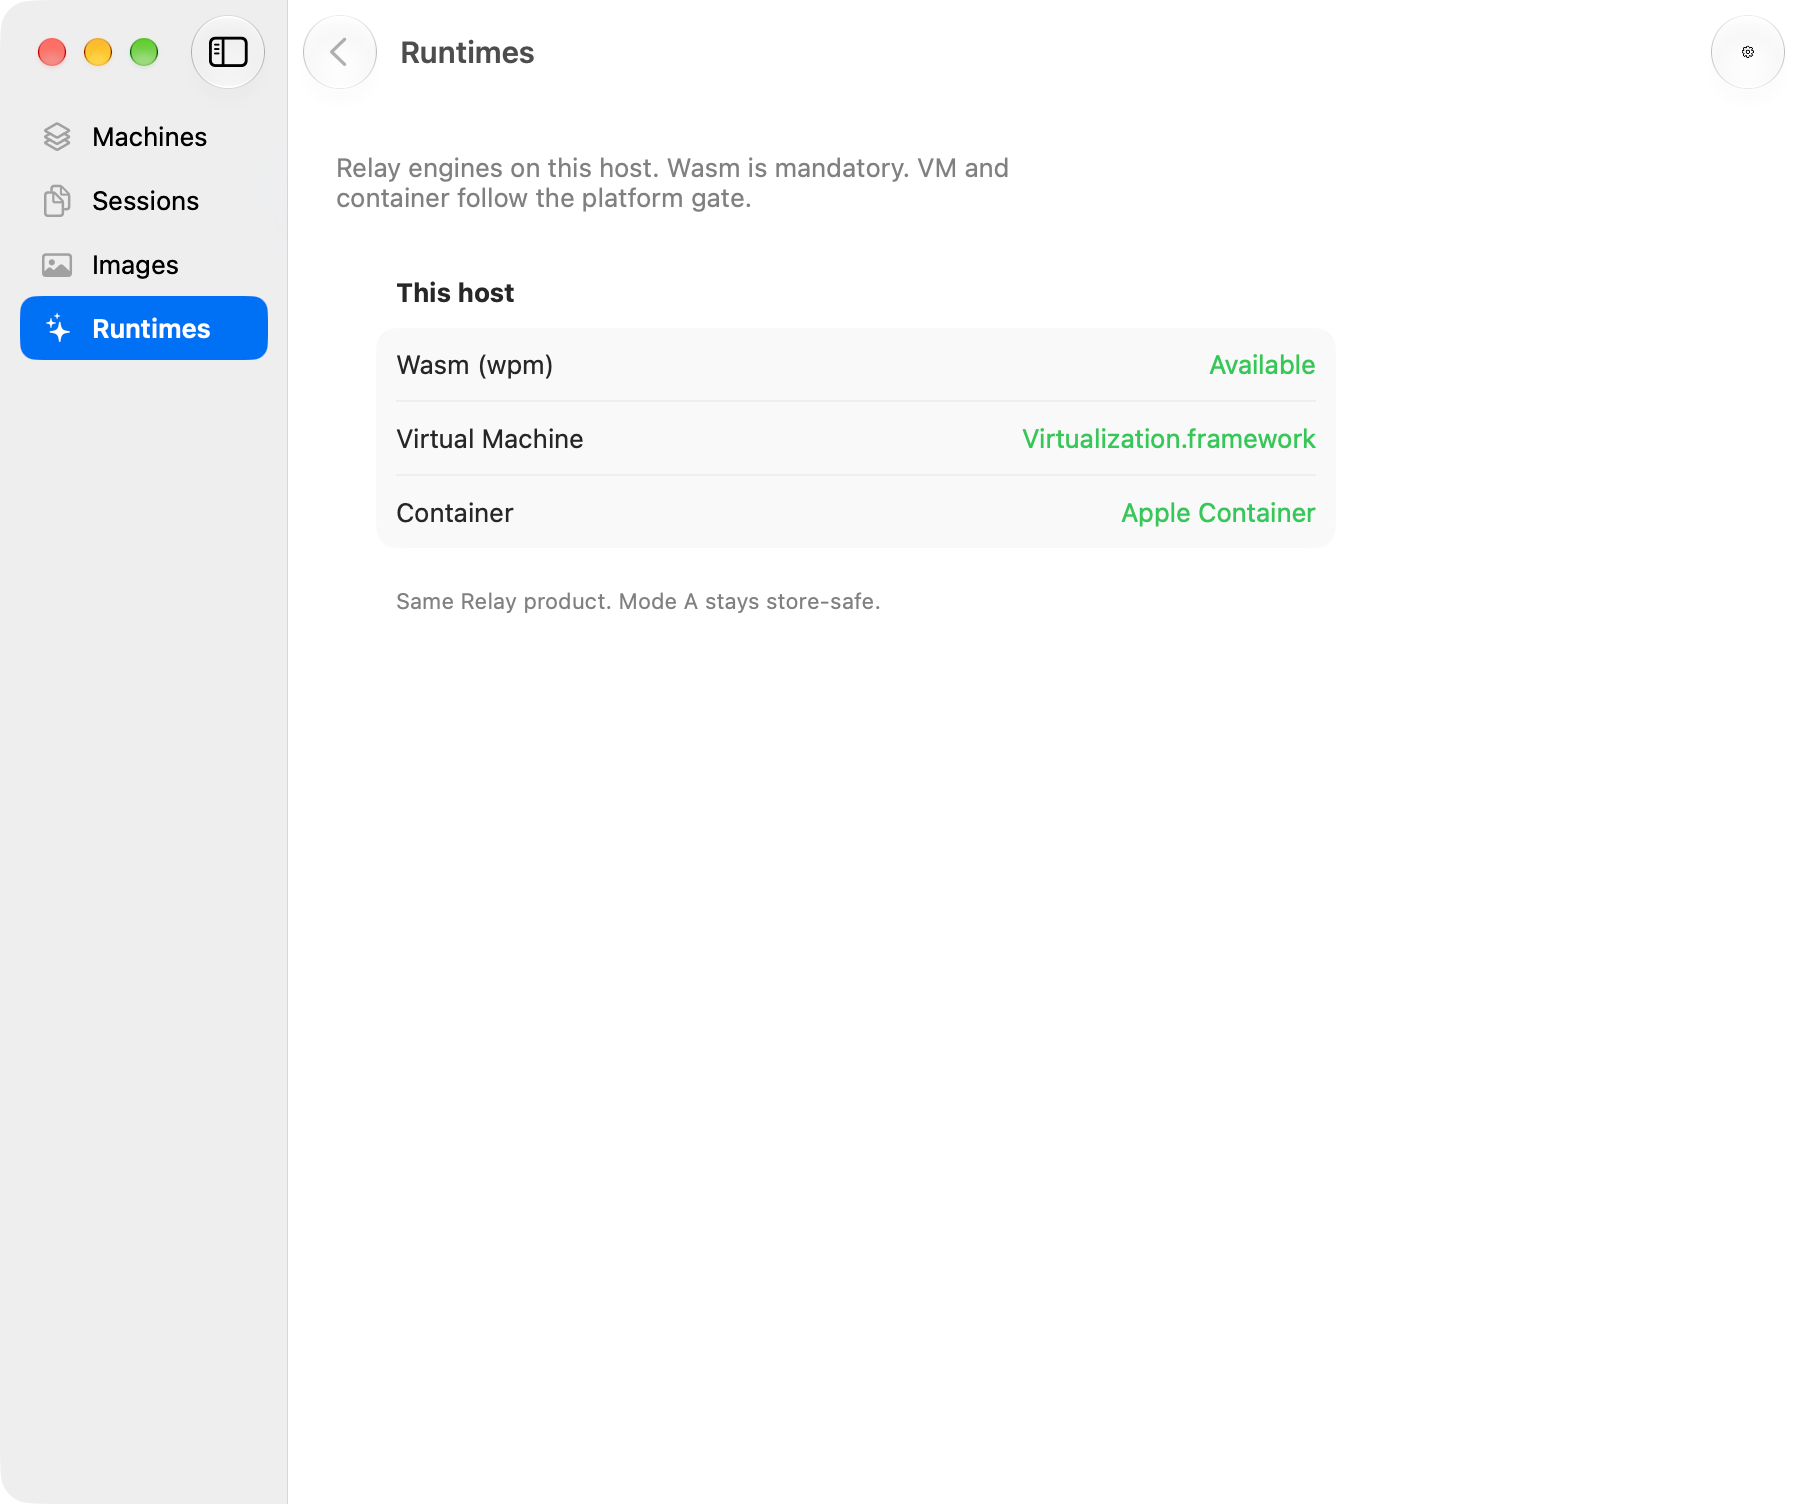 Runtimes
Machines
Sessions
Images
Runtimes
Relay engines on this host. Wasm is mandatory. VM and
container follow the platform gate.
This host
Wasm (wpm) Available
Virtual Machine Virtualization.framework
Container Apple Container
Same Relay product. Mode A stays store-safe.